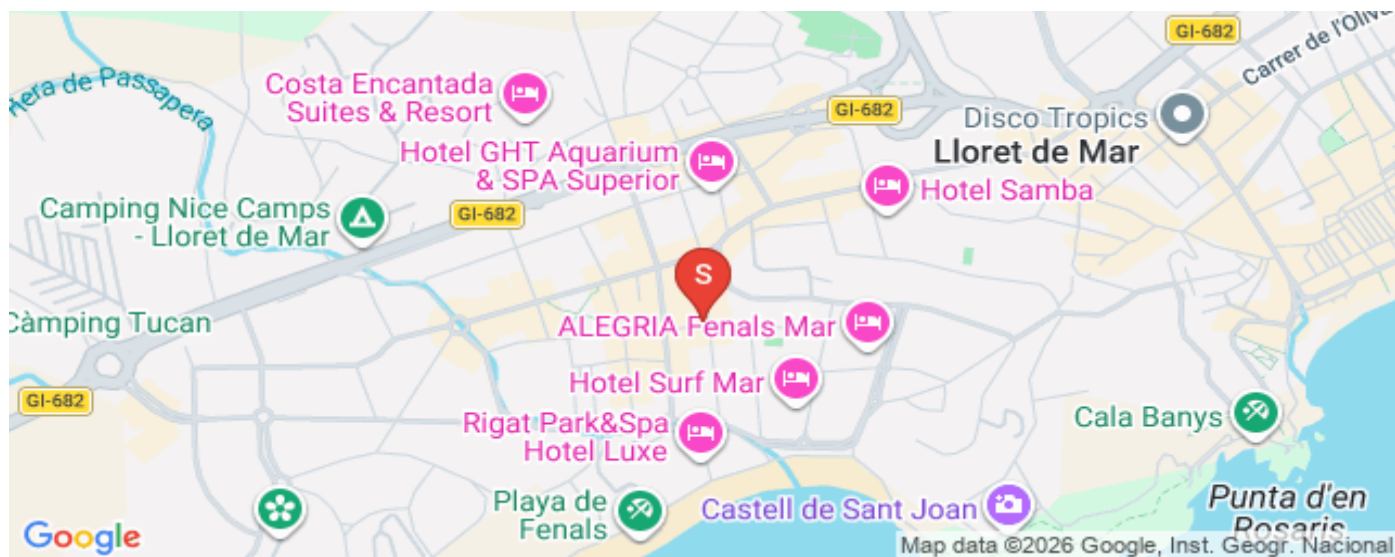 GI-682
Carrer de l'Oliva
Riera de Passapera
Costa Encantada
Suites & Resort
GI-682
Disco Tropics
Lloret de Mar
Hotel GHT Aquarium
& SPA Superior
Hotel Samba
Camping Nice Camps
- Lloret de Mar
GI-682
S
Càmping Tucan
ALEGRIA Fenals Mar
Hotel Surf Mar
GI-682
Rigat Park&Spa
Hotel Luxe
Cala Banys
Playa de
Fenals
Castell de Sant Joan
Punta d'en
Rosaris
Google
Map data ©2026 Google, Inst. Geogr. Nacional